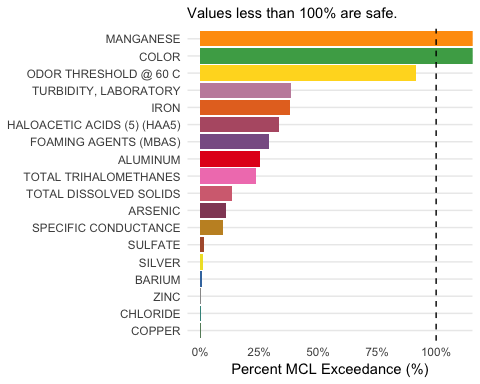 Values less than 100% are safe.
MANGANESE
COLOR
ODOR THRESHOLD @ 60 C
TURBIDITY, LABORATORY
IRON
HALOACETIC ACIDS (5) (HAA5)
FOAMING AGENTS (MBAS)
ALUMINUM
TOTAL TRIHALOMETHANES
TOTAL DISSOLVED SOLIDS
ARSENIC
SPECIFIC CONDUCTANCE
SULFATE
SILVER
BARIUM
ZINC
CHLORIDE
COPPER
0% 25% 50% 75% 100%
Percent MCL Exceedance (%)